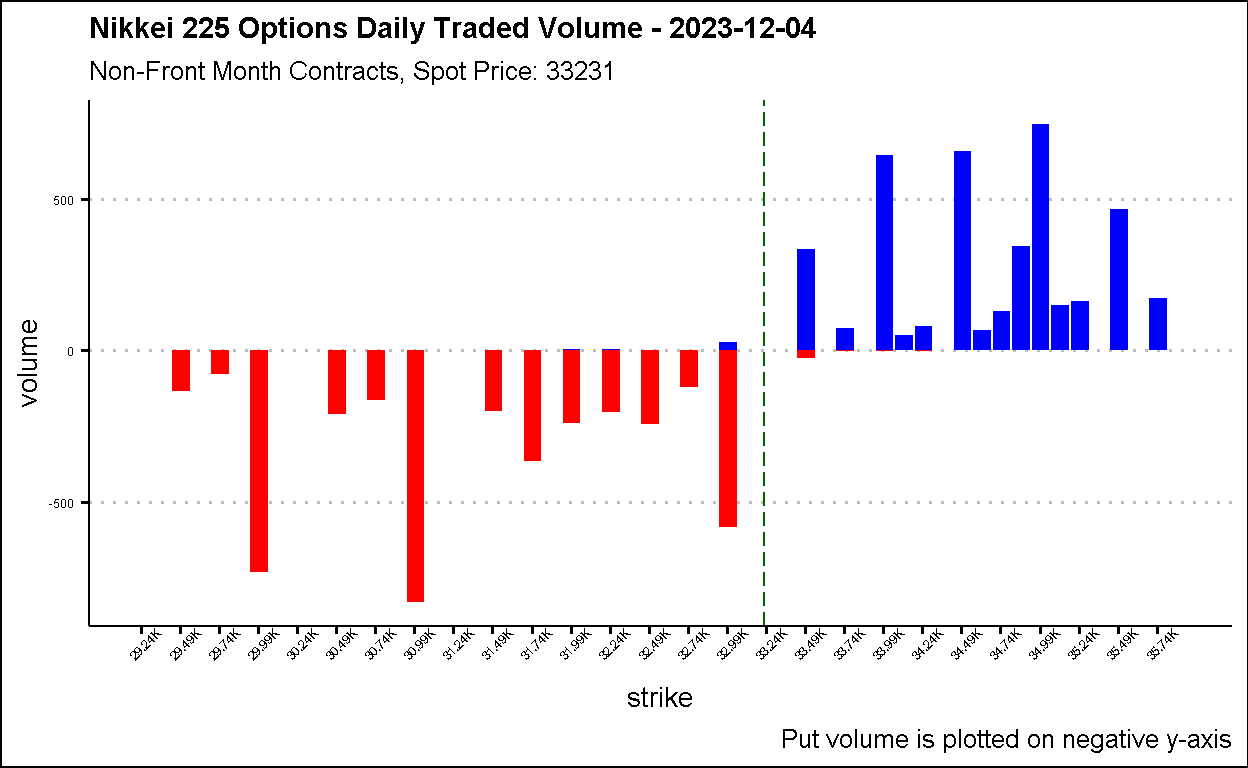 Nikkei 225 Options Daily Traded Volume - 2023-12-04
Non-Front Month Contracts, Spot Price: 33231
volume
500
0
-500
29.24K 29.49K 29.74K 29.99K 30.24K 30.49K 30.74K 30.99K 31.24K 31.49K 31.74K 31.99K 32.24K 32.49K 32.74K 32.99K 33.24K 33.49K 33.74K 33.99K 34.24K 34.49K 34.74K 34.99K 35.24K 35.49K 35.74K
strike
Put volume is plotted on negative y-axis